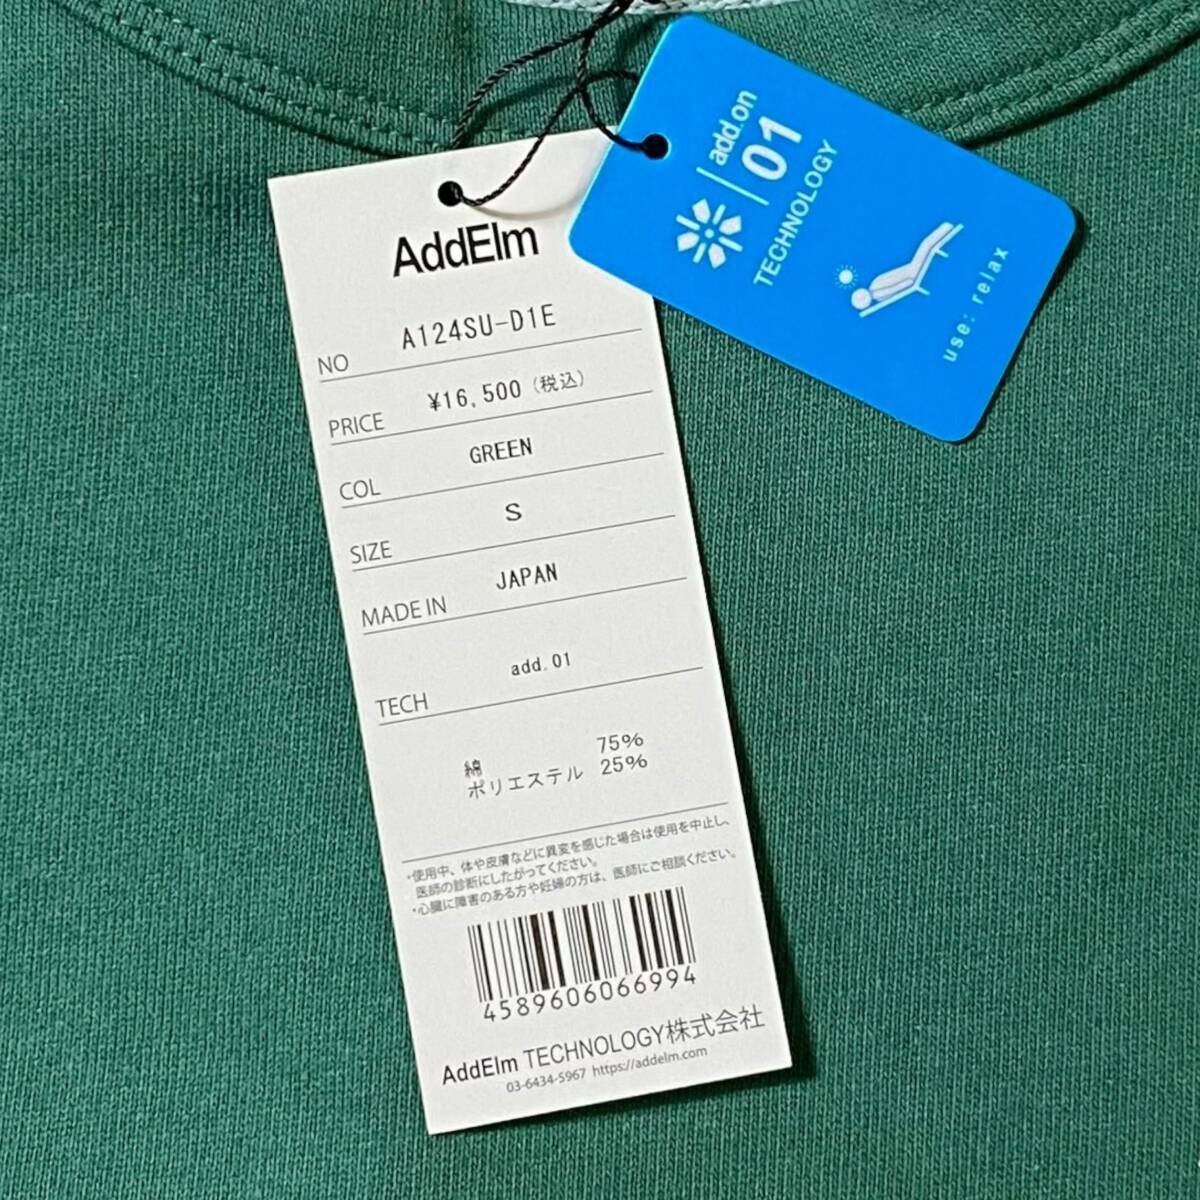 AddElm
NO A124SU-D1E
PRICE ¥16,500（税込）
COL GREEN
SIZE S
MADE IN JAPAN
TECH add.01
綿 75%
ポリエステル 25%
・使用中、体や皮膚などに異変を感じた場合は使用を中止し、
医師の診断にしたがってください。
・心臓に障害のある方や妊婦の方は、医師にご相談ください。
4589606066994
AddElm TECHNOLOGY株式会社
03-6434-5967 https://addelm.com
add.on
01
TECHNOLOGY
use: relax